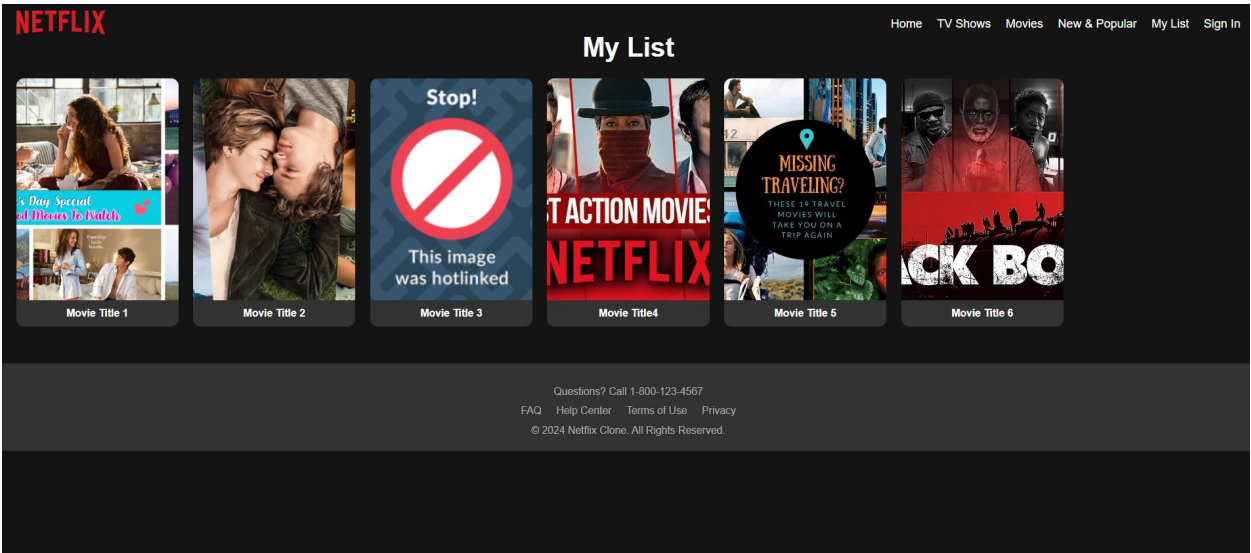 NETFLIX
Home TV Shows Movies New & Popular My List Sign In
My List
's Day Special
od Movies To Watch
Movie Title 1
Movie Title 2
Stop!
This image
was hotlinked
Movie Title 3
T ACTION MOVIES
NETFLIX
Movie Title4
MISSING
TRAVELING?
THESE 19 TRAVEL
MOVIES WILL
TAKE YOU ON A
TRIP AGAIN
Movie Title 5
ACK BO
Movie Title 6
Questions? Call 1-800-123-4567
FAQ Help Center Terms of Use Privacy
© 2024 Netflix Clone. All Rights Reserved.